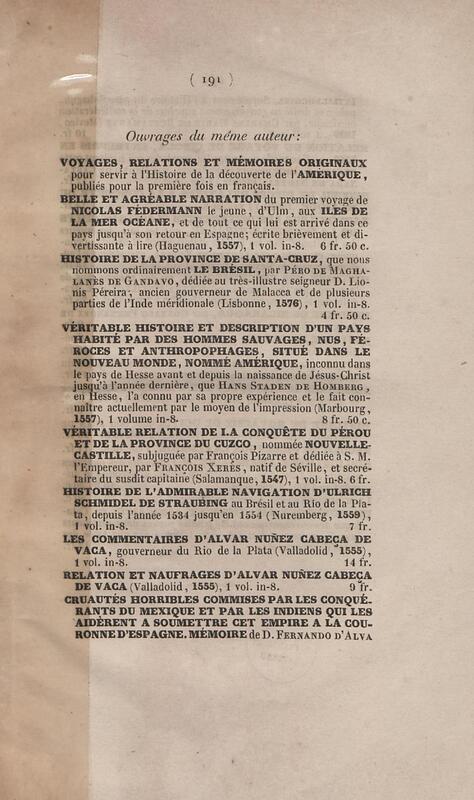 ( 191 )
Ouvrages du même auteur:
VOYAGES, RELATIONS ET MÉMOIRES ORIGINAUX
pour servir à l'Histoire de la découverte de l'AMÉRIQUE,
publiés pour la première fois en français.
BELLE ET AGRÉABLE NARRATION du premier voyage de
NICOLAS FÉDERMANN le jeune, d'Ulm, aux ILES DE
LA MER OCÉANE, et de tout ce qui lui est arrivé dans ce
pays jusqu'à son retour en Espagne; écrite brièvement et di-
vertissante à lire (Haguenau, 1557), 1 vol. in-8. 6 fr. 50 c.
HISTOIRE DE LA PROVINCE DE SANTA-CRUZ, que nous
nommons ordinairement LE BRÉSIL, par PÉRO DE MAGHA-
LANÈS DE GANDAVO, dédiée au très-illustre seigneur D. Lio-
nis Péreira, ancien gouverneur de Malacca et de plusieurs
parties de l'Inde méridionale (Lisbonne, 1576), 1 vol. in-8.
4 fr. 50 c.
VÉRITABLE HISTOIRE ET DESCRIPTION D'UN PAYS
HABITÉ PAR DES HOMMES SAUVAGES, NUS, FÉ-
ROCES ET ANTHROPOPHAGES, SITUÉ DANS LE
NOUVEAU MONDE, NOMMÉ AMÉRIQUE, inconnu dans
le pays de Hesse avant et depuis la naissance de Jésus-Christ
jusqu'à l'année dernière, que HANS STADEN DE HOMBERG,
en Hesse, l'a connu par sa propre expérience et le fait con-
naître actuellement par le moyen de l'impression (Marbourg,
1557), 1 volume in-8. 8 fr. 50 c.
VÉRITABLE RELATION DE LA CONQUÊTE DU PÉROU
ET DE LA PROVINCE DU CUZCO, nommée NOUVELLE-
CASTILLE, subjuguée par François Pizarre et dédiée à S. M.
l'Empereur, par FRANÇOIS XERÈS, natif de Séville, et secré-
taire du susdit capitaine (Salamanque, 1547), 1 vol. in-8. 6 fr.
HISTOIRE DE L'ADMIRABLE NAVIGATION D'ULRICH
SCHMIDEL DE STRAUBING au Brésil et au Rio de la Pla-
ta, depuis l'année 1534 jusqu'en 1554 (Nuremberg, 1559),
1 vol. in-8. 7 fr.
LES COMMENTAIRES D'ALVAR NUÑEZ CABEÇA DE
VACA, gouverneur du Rio de la Plata (Valladolid, 1555),
1 vol. in-8. 14 fr.
RELATION ET NAUFRAGES D'ALVAR NUÑEZ CABEÇA
DE VACA (Valladolid, 1555), 1 vol. in-8. 9 fr.
CRUAUTÉS HORRIBLES COMMISES PAR LES CONQUÉ-
RANTS DU MEXIQUE ET PAR LES INDIENS QUI LES
AIDÈRENT A SOUMETTRE CET EMPIRE A LA COU-
RONNE D'ESPAGNE. MÉMOIRE de D. FERNANDO D'ALVA